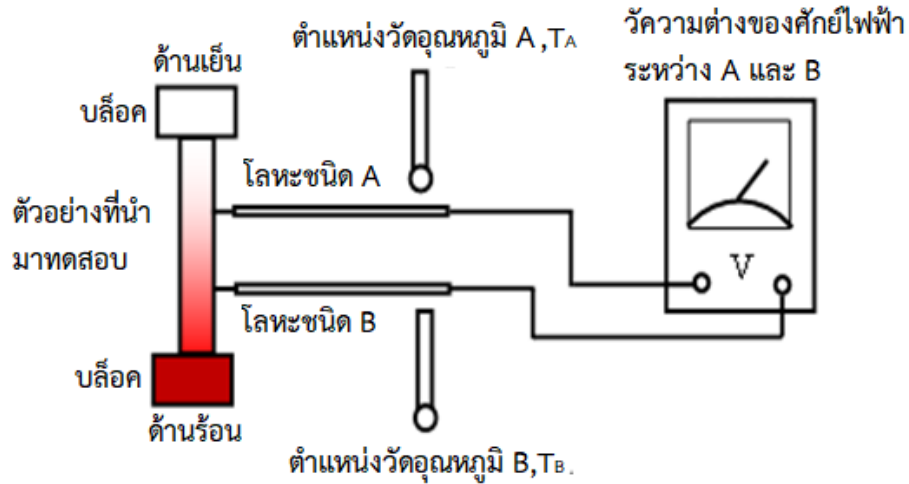 ตำแหน่งวัดอุณหภูมิ A ,TA
วัความต่างของศักย์ไฟฟ้า
ระหว่าง A และ B
ด้านเย็น
บล็อค
โลหะชนิด A
ตัวอย่างที่นำ
มาทดสอบ
V
โลหะชนิด B
บล็อค
ด้านร้อน
ตำแหน่งวัดอุณหภูมิ B,TB .